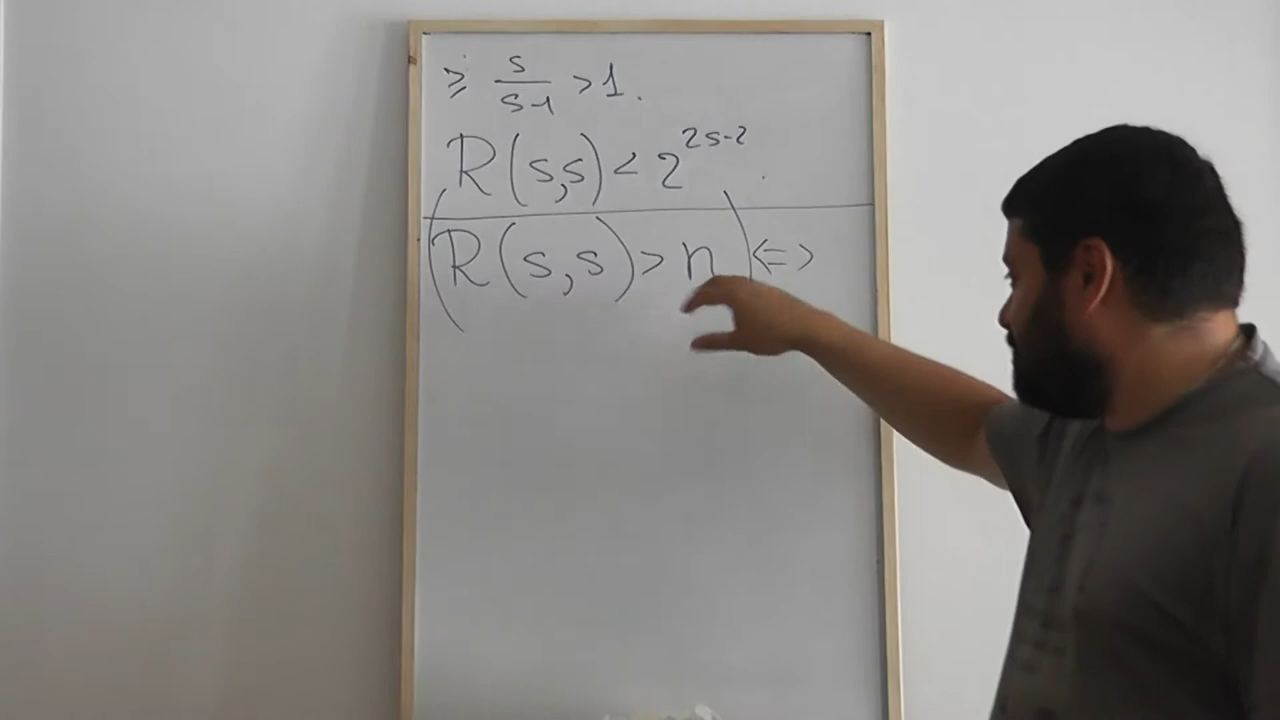 ≥ s/(s-1) > 1.
R(s,s) < 2^{2s-2}.
(R(s,s) > n) <=>